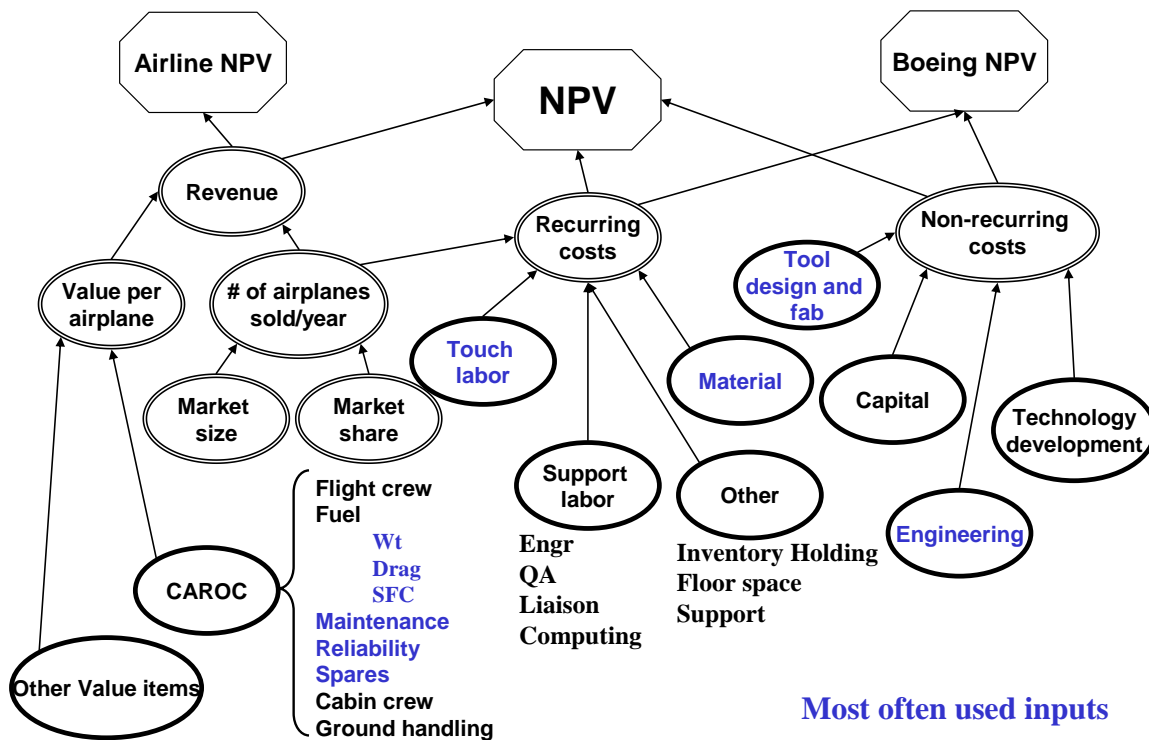 Airline NPV
NPV
Boeing NPV
Revenue
Recurring
costs
Non-recurring
costs
Value per
airplane
# of airplanes
sold/year
Tool
design and
fab
Touch
labor
Material
Capital
Technology
development
Market
size
Market
share
Support
labor
Other
Engineering
Flight crew
Fuel
Wt
Drag
SFC
Maintenance
Reliability
Spares
Cabin crew
Ground handling
CAROC
Other Value items
Engr
QA
Liaison
Computing
Inventory Holding
Floor space
Support
Most often used inputs